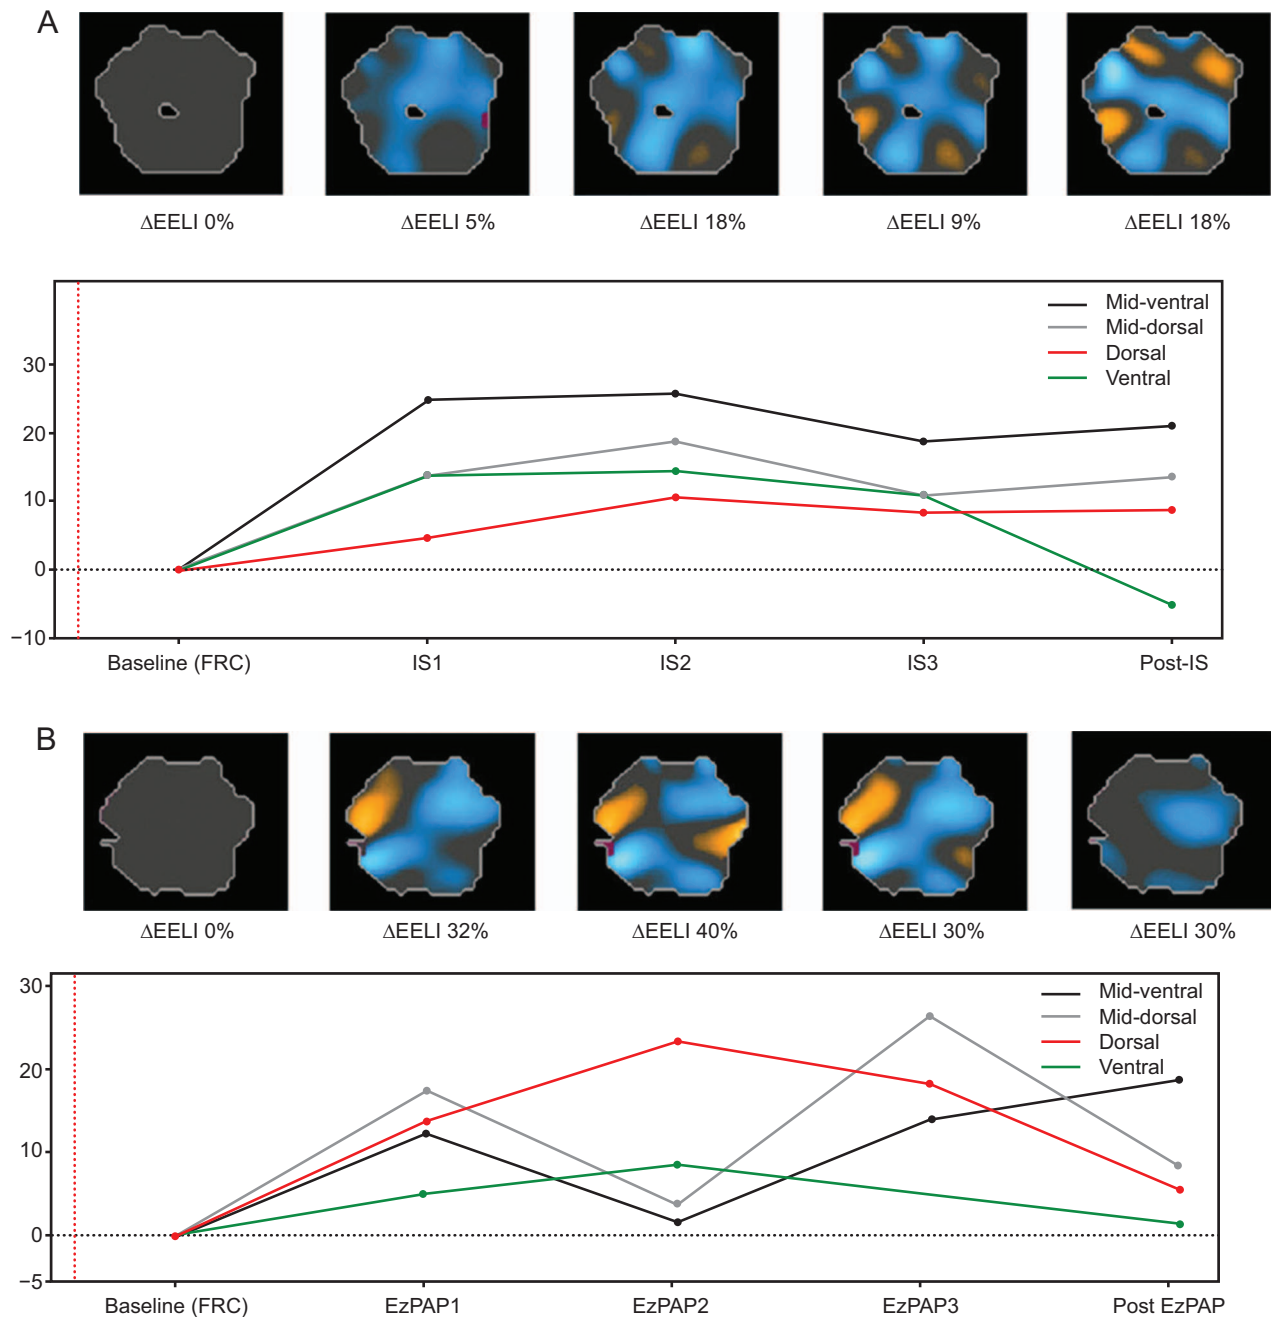 A
ΔEELI 0% ΔEELI 5% ΔEELI 18% ΔEELI 9% ΔEELI 18%
Mid-ventral
Mid-dorsal
Dorsal
Ventral
30
20
10
0
−10
Baseline (FRC) IS1 IS2 IS3 Post-IS
B
ΔEELI 0% ΔEELI 32% ΔEELI 40% ΔEELI 30% ΔEELI 30%
Mid-ventral
Mid-dorsal
Dorsal
Ventral
30
20
10
0
−5
Baseline (FRC) EzPAP1 EzPAP2 EzPAP3 Post EzPAP